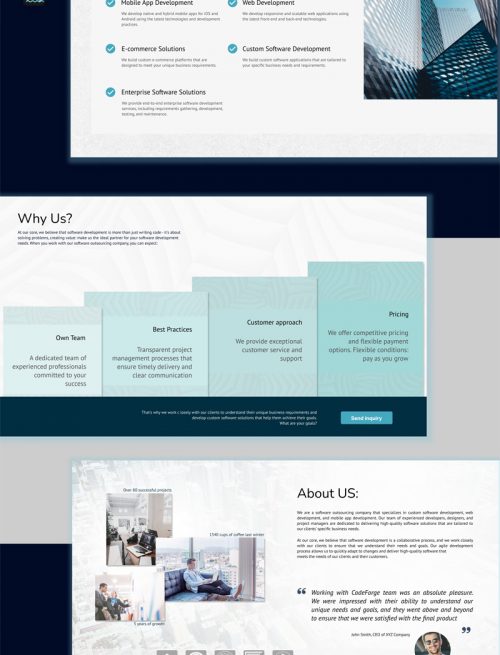 Mobile App Development
We develop native and hybrid mobile apps for iOS and
Android using the latest technologies and development
practices.
Web Development
We develop responsive and scalable web applications using
the latest front-end and back-end technologies.
E-commerce Solutions
We build custom e-commerce platforms that are
designed to meet your unique business requirements.
Custom Software Development
We build custom software applications that are tailored to
your specific business needs and requirements.
Enterprise Software Solutions
We provide end-to-end enterprise software development
services, including requirements gathering, development,
testing, and maintenance.
Why Us?
At our core, we believe that software development is more than just writing code - it's about
solving problems, creating value- make us the ideal partner for your software development
needs. When you work with our software outsourcing company, you can expect:
Own Team
A dedicated team of
experienced professionals
committed to your
success
Best Practices
Transparent project
management processes that
ensure timely delivery and
clear communication
Customer approach
We provide exceptional
customer service and
support
Pricing
We offer competitive pricing
and flexible payment
options. Flexible conditions:
pay as you grow
That's why we work c losely with our clients to understand their unique business requirements and
develop custom software solutions that help them achieve their goals.
What are your goals?
Send inquiry
Over 60 successful projects
1540 cups of coffee last winter
5 years of growth
About US:
We are a software outsourcing company that specializes in custom software development, web
development, and mobile app development. Our team of experienced developers, designers, and
project managers are dedicated to delivering high-quality software solutions that are tailored to
our clients' specific business needs.
At our core, we believe that software development is a collaborative process, and we work closely
with our clients to ensure that we understand their needs and goals. Our agile development
process allows us to quickly adapt to changes and deliver high-quality software that
meets the needs of our clients and their customers.
“ Working with CodeForge team was an absolute pleasure.
We were impressed with their ability to understand our
unique needs and goals, and they went above and beyond
to ensure that we were satisfied with the final product ”
John Smith, CEO of XYZ Company